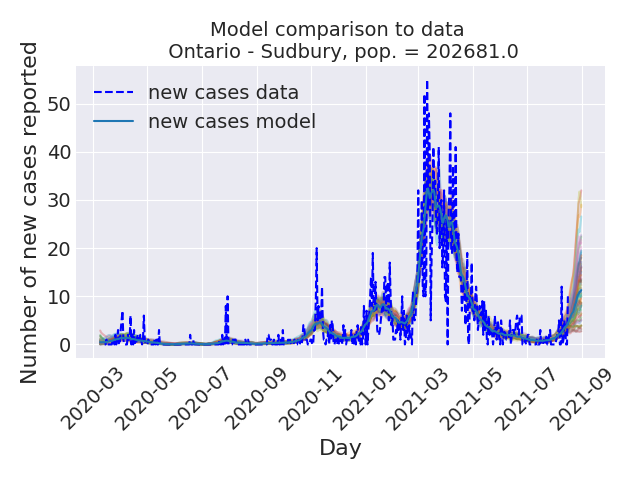 Model comparison to data
Ontario - Sudbury, pop. = 202681.0
Number of new cases reported
50
40
30
20
10
0
new cases data
new cases model
2020-03
2020-05
2020-07
2020-09
2020-11
2021-01
2021-03
2021-05
2021-07
2021-09
Day